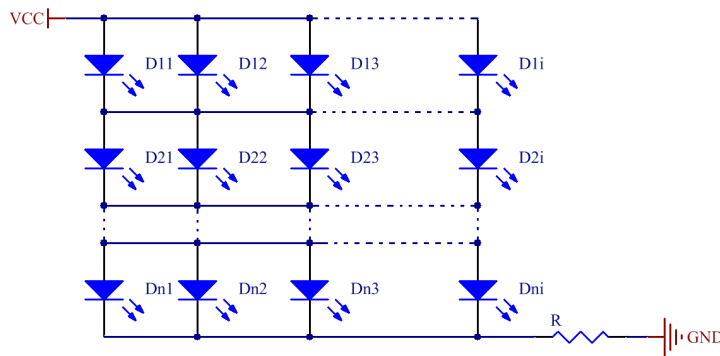 VCC
D11 D12 D13 D1i
D21 D22 D23 D2i
Dn1 Dn2 Dn3 Dni
R
GND